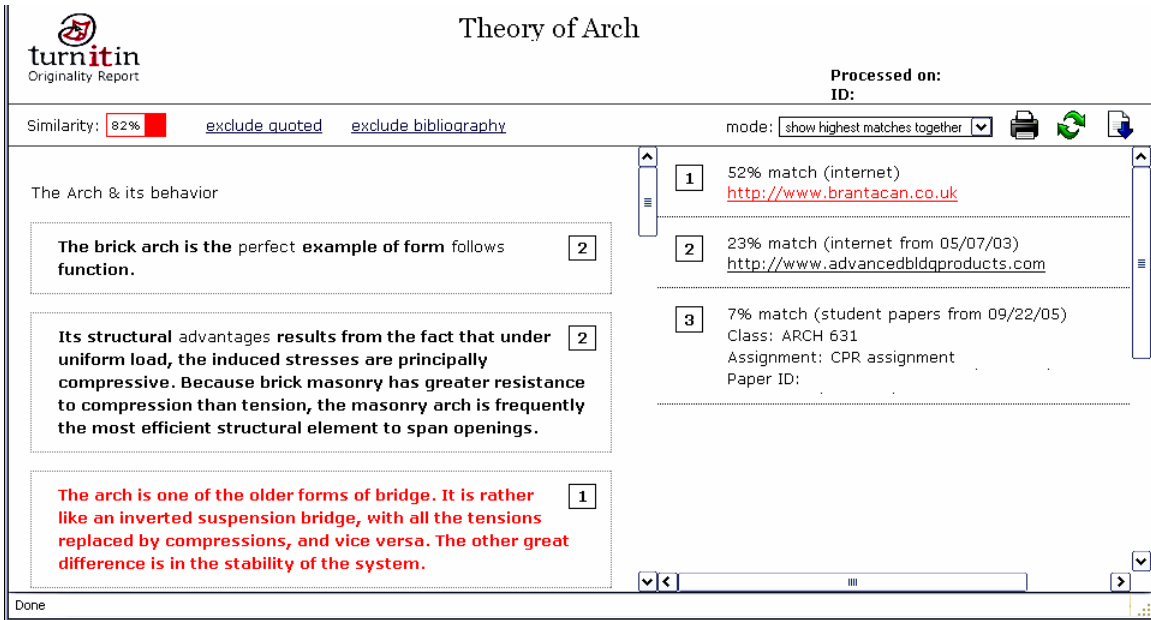 Theory of Arch
turnitin
Originality Report
Processed on:
ID:
Similarity: 82% exclude quoted exclude bibliography mode: show highest matches together
The Arch & its behavior
The brick arch is the perfect example of form follows 2
function.
Its structural advantages results from the fact that under 2
uniform load, the induced stresses are principally
compressive. Because brick masonry has greater resistance
to compression than tension, the masonry arch is frequently
the most efficient structural element to span openings.
The arch is one of the older forms of bridge. It is rather 1
like an inverted suspension bridge, with all the tensions
replaced by compressions, and vice versa. The other great
difference is in the stability of the system.
1 52% match (internet)
http://www.brantacan.co.uk
2 23% match (internet from 05/07/03)
http://www.advancedbldgproducts.com
3 7% match (student papers from 09/22/05)
Class: ARCH 631
Assignment: CPR assignment
Paper ID:
Done